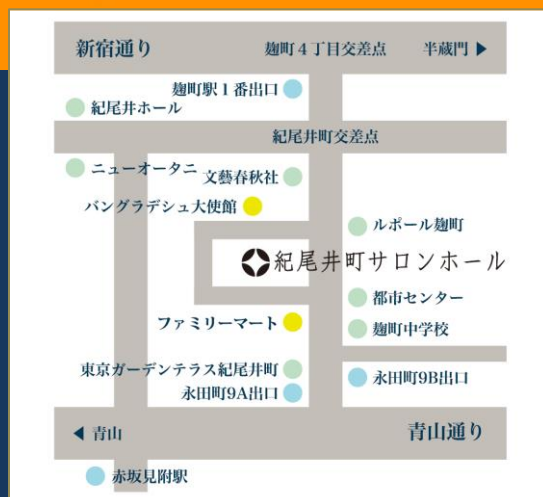 新宿通り 麹町4丁目交差点 半蔵門 ▶
麹町駅1番出口
紀尾井ホール
紀尾井町交差点
ニューオータニ
文藝春秋社
バングラデシュ大使館
ルポール麹町
紀尾井町サロンホール
都市センター
ファミリーマート
麹町中学校
東京ガーデンテラス紀尾井町
永田町9B出口
永田町9A出口
◀ 青山 青山通り
赤坂見附駅